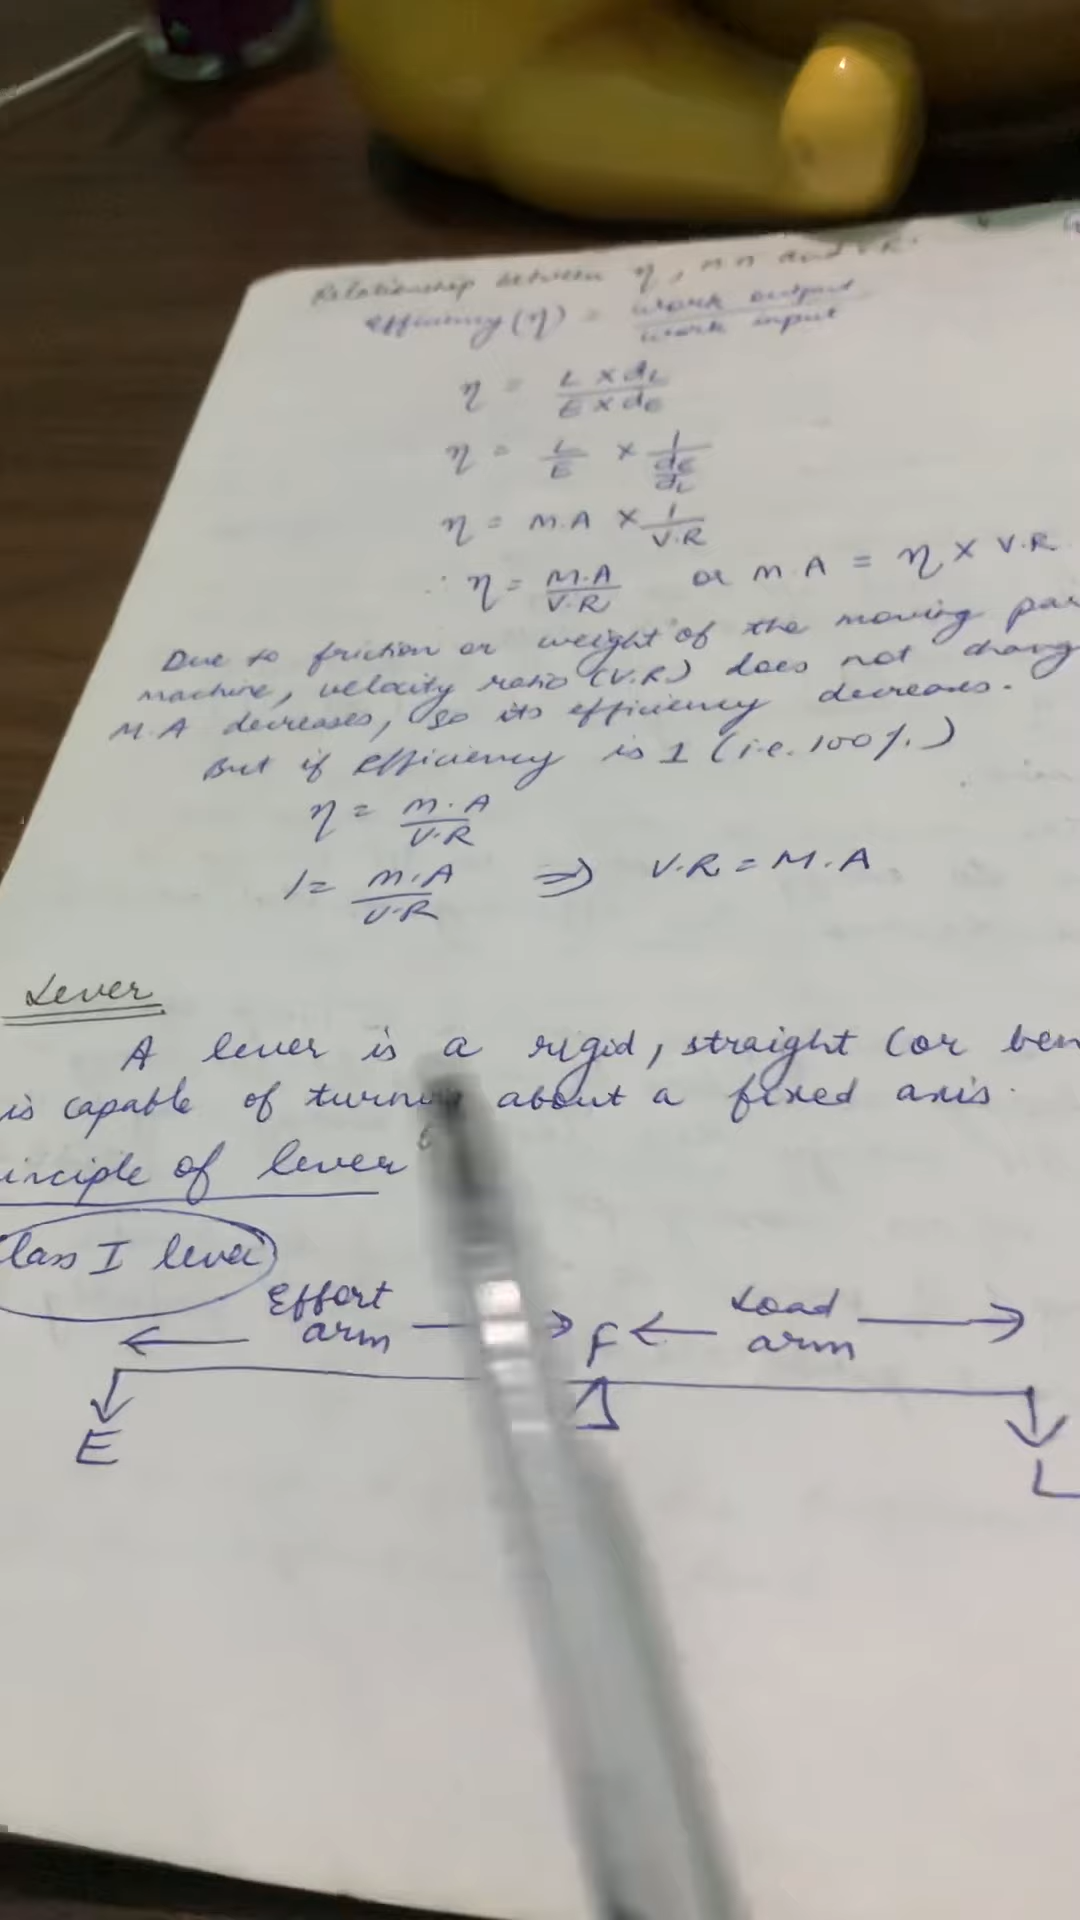 Relationship between η, M.A and V.R.
efficiency (η) = work output / work input
η = L × dL / E × dE
η = L/E × 1 / dE/dL
η = M.A × 1/V.R
∴ η = M.A/V.R or M.A = η × V.R
Due to friction or weight of the moving
machine, velocity ratio (V.R) does not
M.A decreases, so its efficiency decreases.
But if efficiency is 1 (i.e. 100%.)
η = M.A/V.R
1 = M.A/V.R ⇒ V.R = M.A
Lever
A lever is a rigid, straight (or
is capable of turning about a fixed axis.
inciple of lever
lass I lever
Effort arm F Load arm
E L